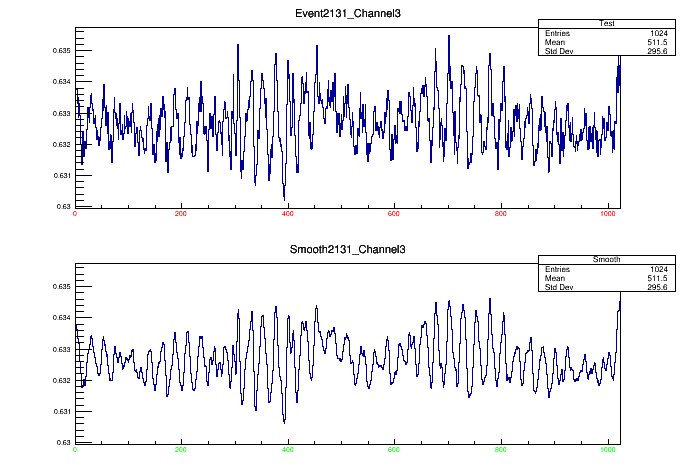 Event2131_Channel3
Test
Entries 1024
Mean 511.5
Std Dev 295.6
0.635
0.634
0.633
0.632
0.631
0.63
0 200 400 600 800 1000
Smooth2131_Channel3
Smooth
Entries 1024
Mean 511.5
Std Dev 295.6
0.635
0.634
0.633
0.632
0.631
0.63
0 200 400 600 800 1000